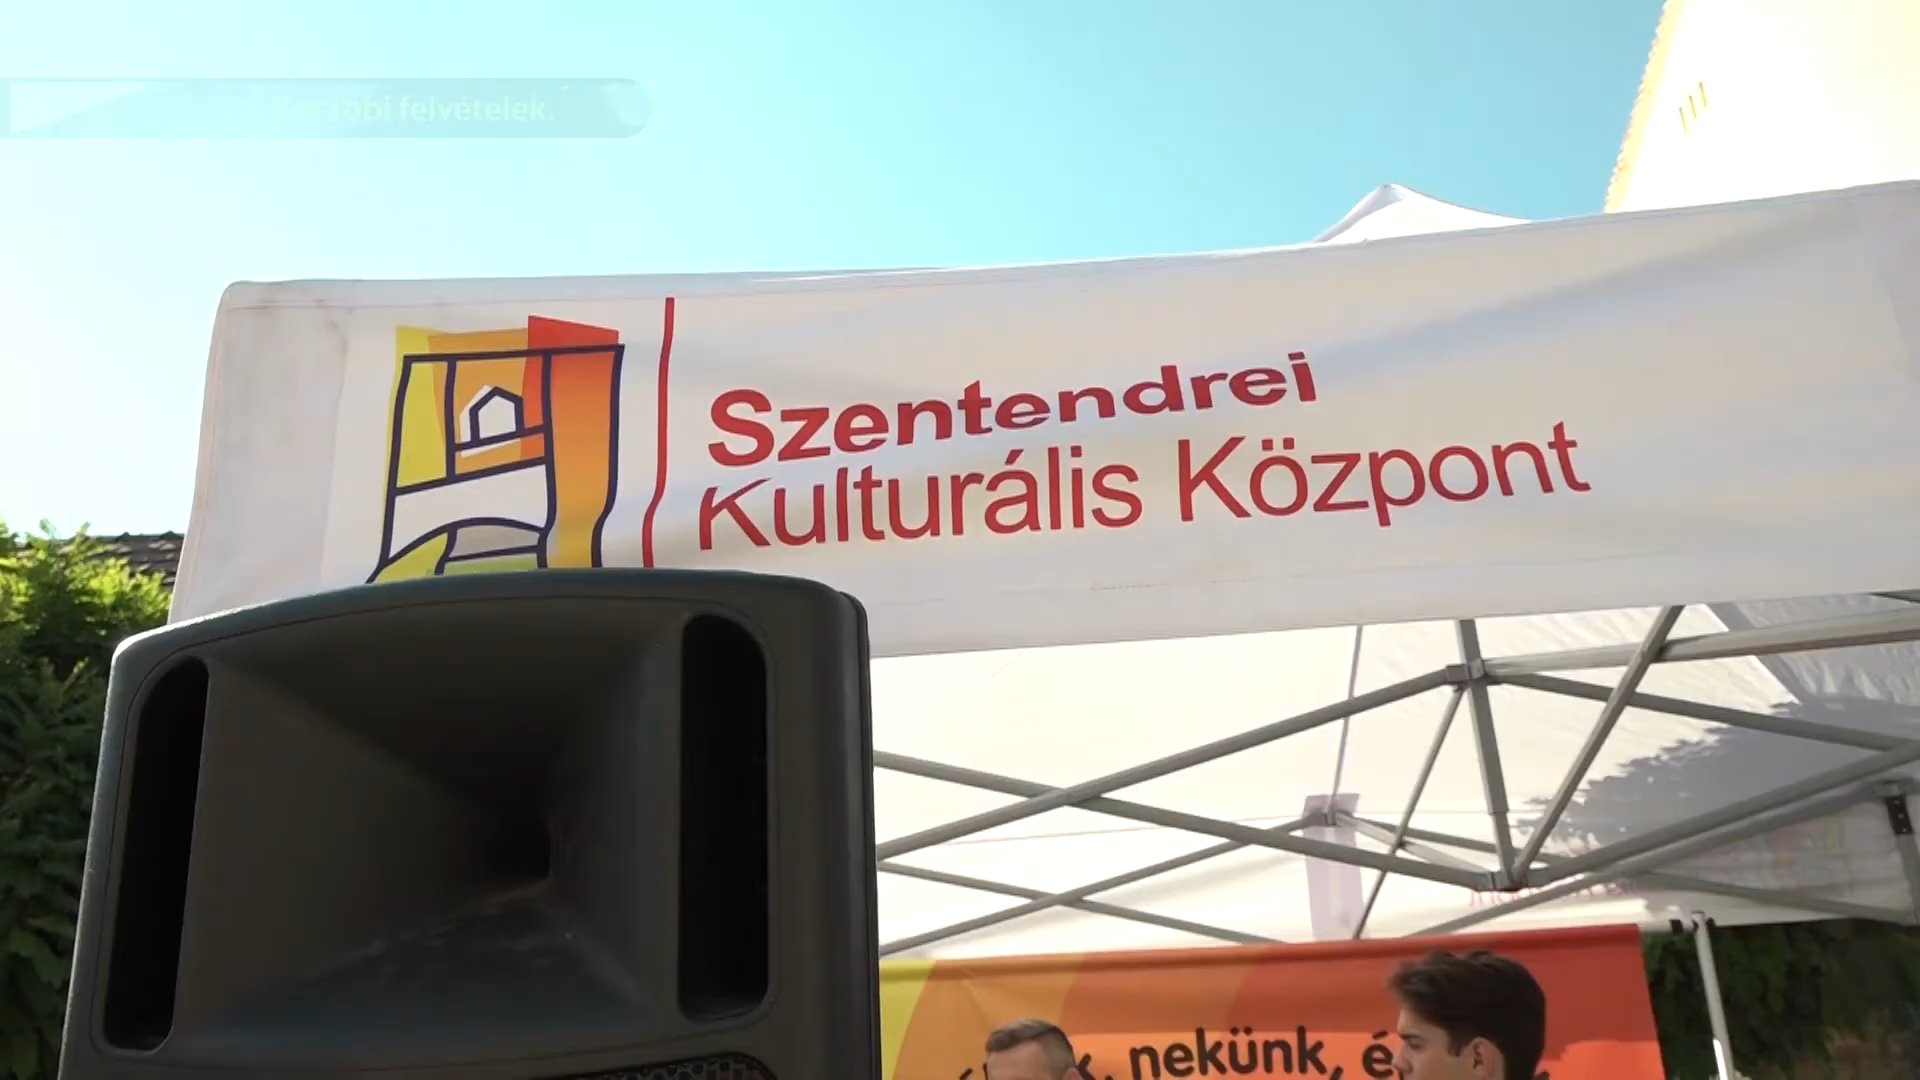 Korábbi felvételek.
Szentendrei
Kulturális Központ
nekünk,